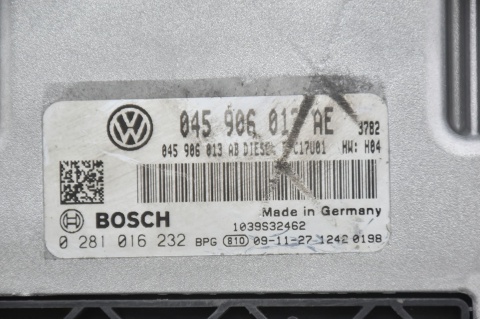 045 906 013 AE
3782
045 906 013 AB DIESEL C17U01 HW: H04
Made in Germany
BOSCH
1039S32462
0 281 016 232 BPG 810 09-11-27 1242 0198